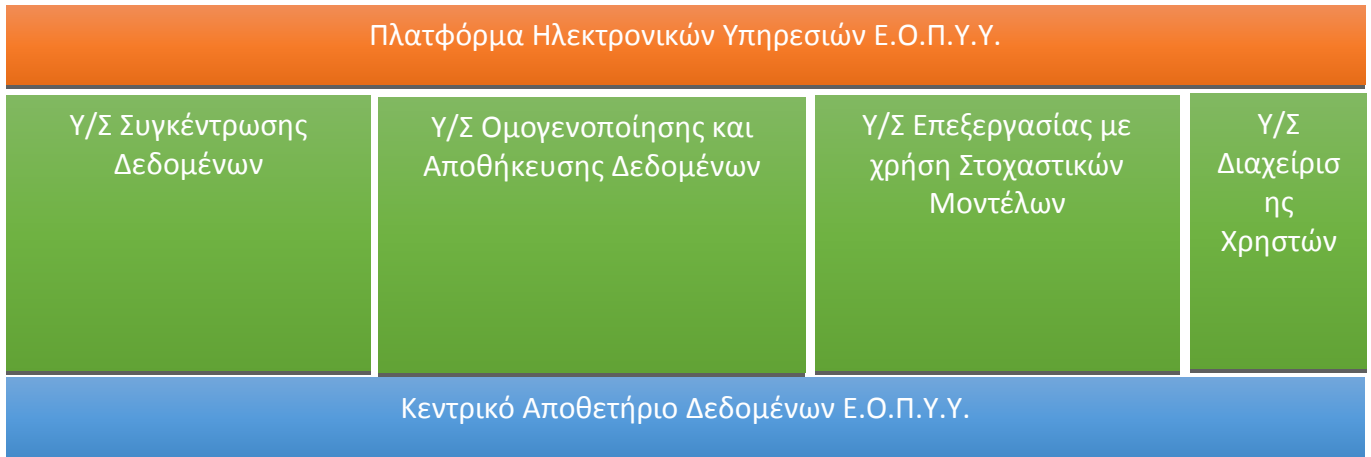 Πλατφόρμα Ηλεκτρονικών Υπηρεσιών Ε.Ο.Π.Υ.Υ.
Υ/Σ Συγκέντρωσης
Δεδομένων
Υ/Σ Ομογενοποίησης και
Αποθήκευσης Δεδομένων
Υ/Σ Επεξεργασίας με
χρήση Στοχαστικών
Μοντέλων
Υ/Σ
Διαχείρισ
ης
Χρηστών
Κεντρικό Αποθετήριο Δεδομένων Ε.Ο.Π.Υ.Υ.